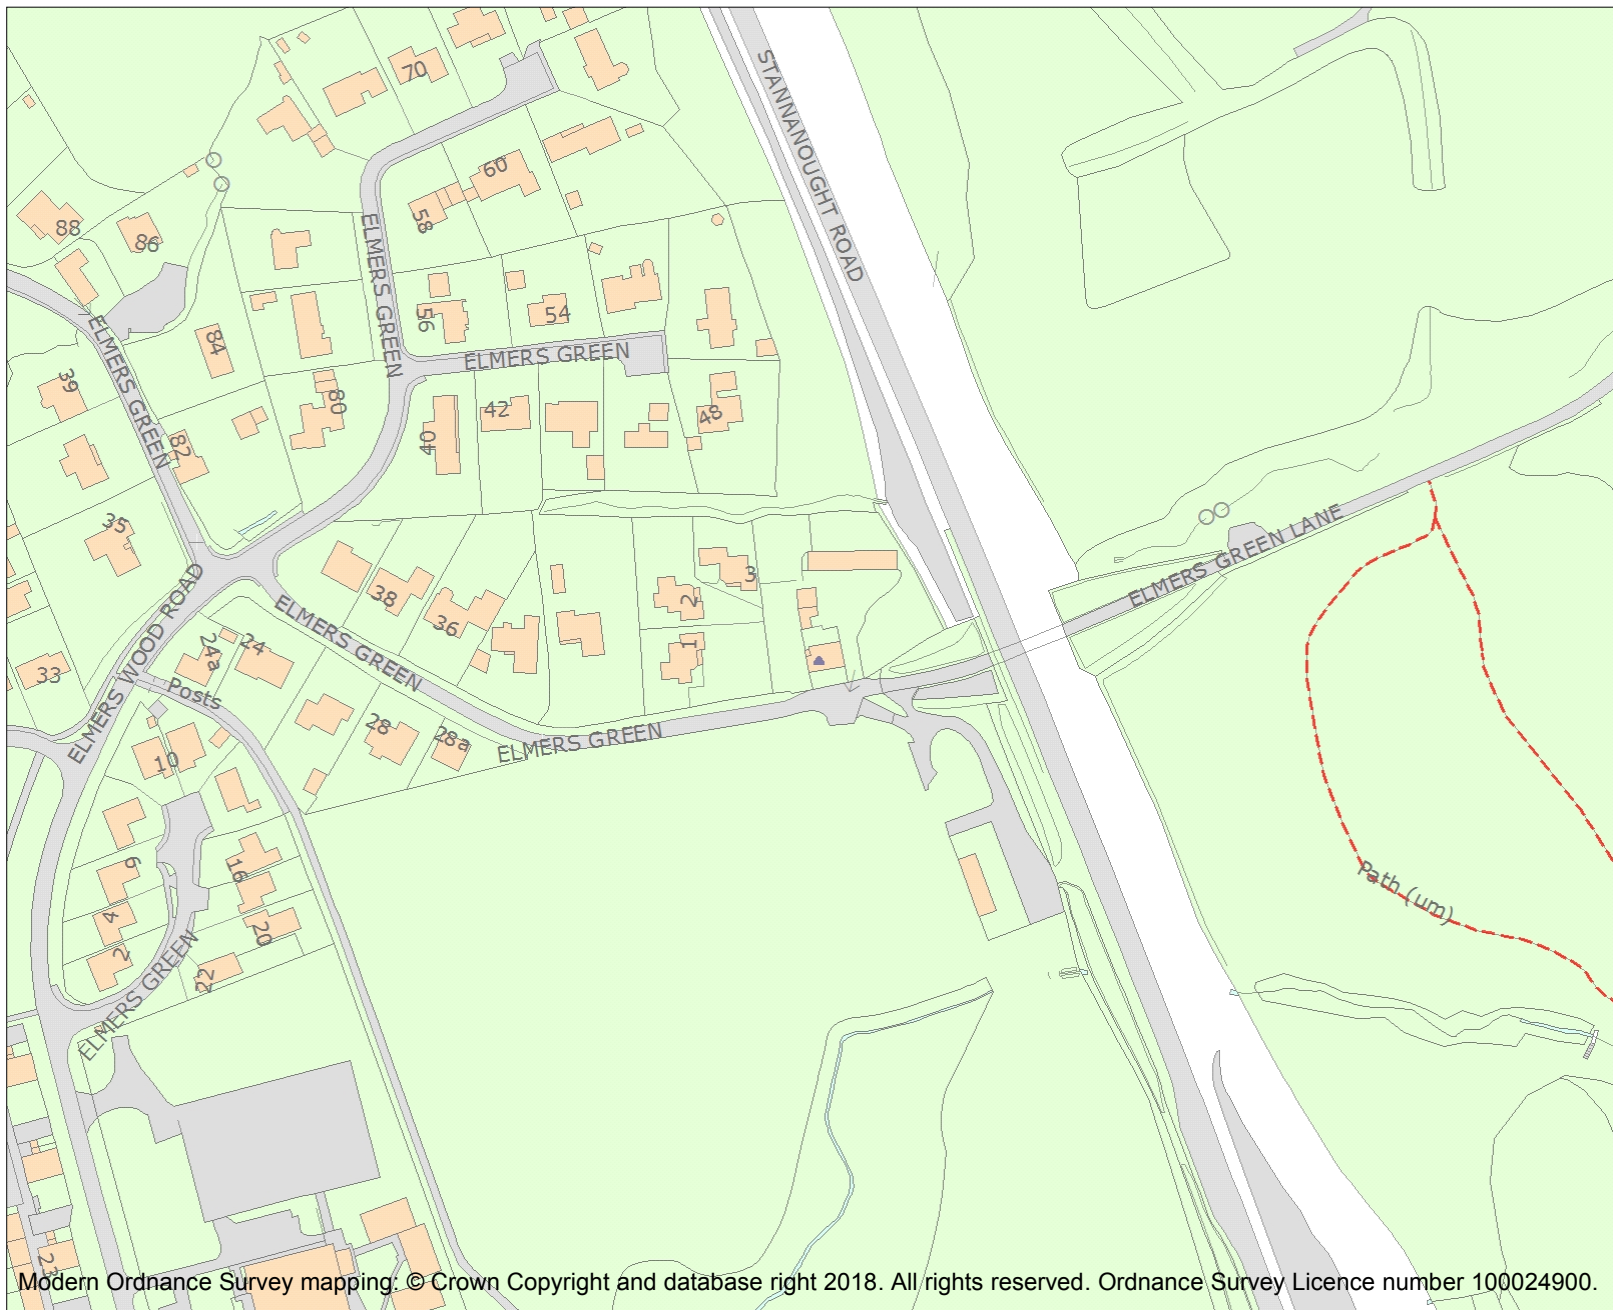 STANNANOUGHT ROAD
70
60
58
88
86
ELMERS GREEN
56
54
ELMERS GREEN
84
ELMERS GREEN
39
80
42
48
40
82
35
ELMERS GREEN LANE
3
38
2
36
ELMERS GREEN
ELMERS WOOD ROAD
24a
24
1
33
Posts
28
28a
ELMERS GREEN
10
6
16
Path (um)
4
20
2
22
ELMERS GREEN
23
Modern Ordnance Survey mapping: © Crown Copyright and database right 2018. All rights reserved. Ordnance Survey Licence number 100024900.